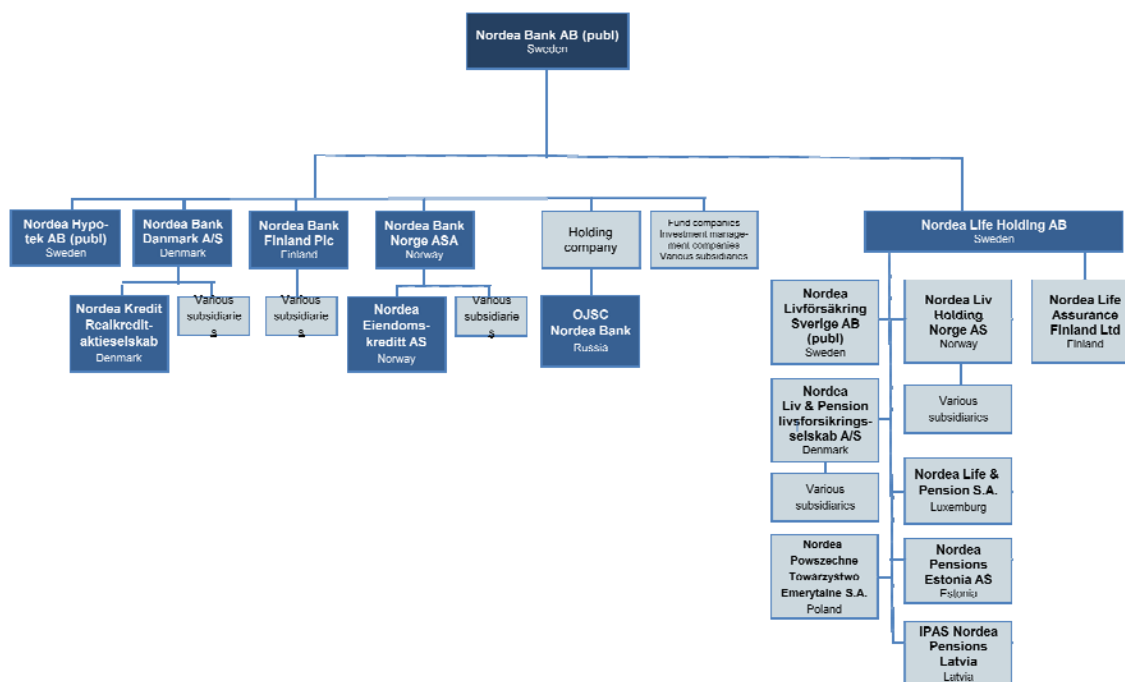 Nordea Bank AB (publ)
Sweden
Nordea Hypo-
tek AB (publ)
Sweden
Nordea Bank
Danmark A/S
Denmark
Nordea Bank
Finland Plc
Finland
Nordea Bank
Norge ASA
Norway
Holding
company
Fund companies
Investment manage-
ment companies
Various subsidiaries
Nordea Life Holding AB
Sweden
Nordea Kredit
Realkredit-
aktieselskab
Denmark
Various
subsidiarie
s
Various
subsidiarie
s
Nordea
Eiendoms-
kreditt AS
Norway
Various
subsidiarie
s
OJSC
Nordea Bank
Russia
Nordea
Livförsäkring
Sverige AB
(publ)
Sweden
Nordea Liv
Holding
Norge AS
Norway
Nordea Life
Assurance
Finland Ltd
Finland
Nordea
Liv & Pension
livsforsikrings-
selskab A/S
Denmark
Various
subsidiaries
Various
subsidiaries
Nordea Life &
Pension S.A.
Luxemburg
Nordea
Powszechne
Towarzystwo
Emerytalne S.A.
Poland
Nordea
Pensions
Estonia AS
Estonia
IPAS Nordea
Pensions
Latvia
Latvia